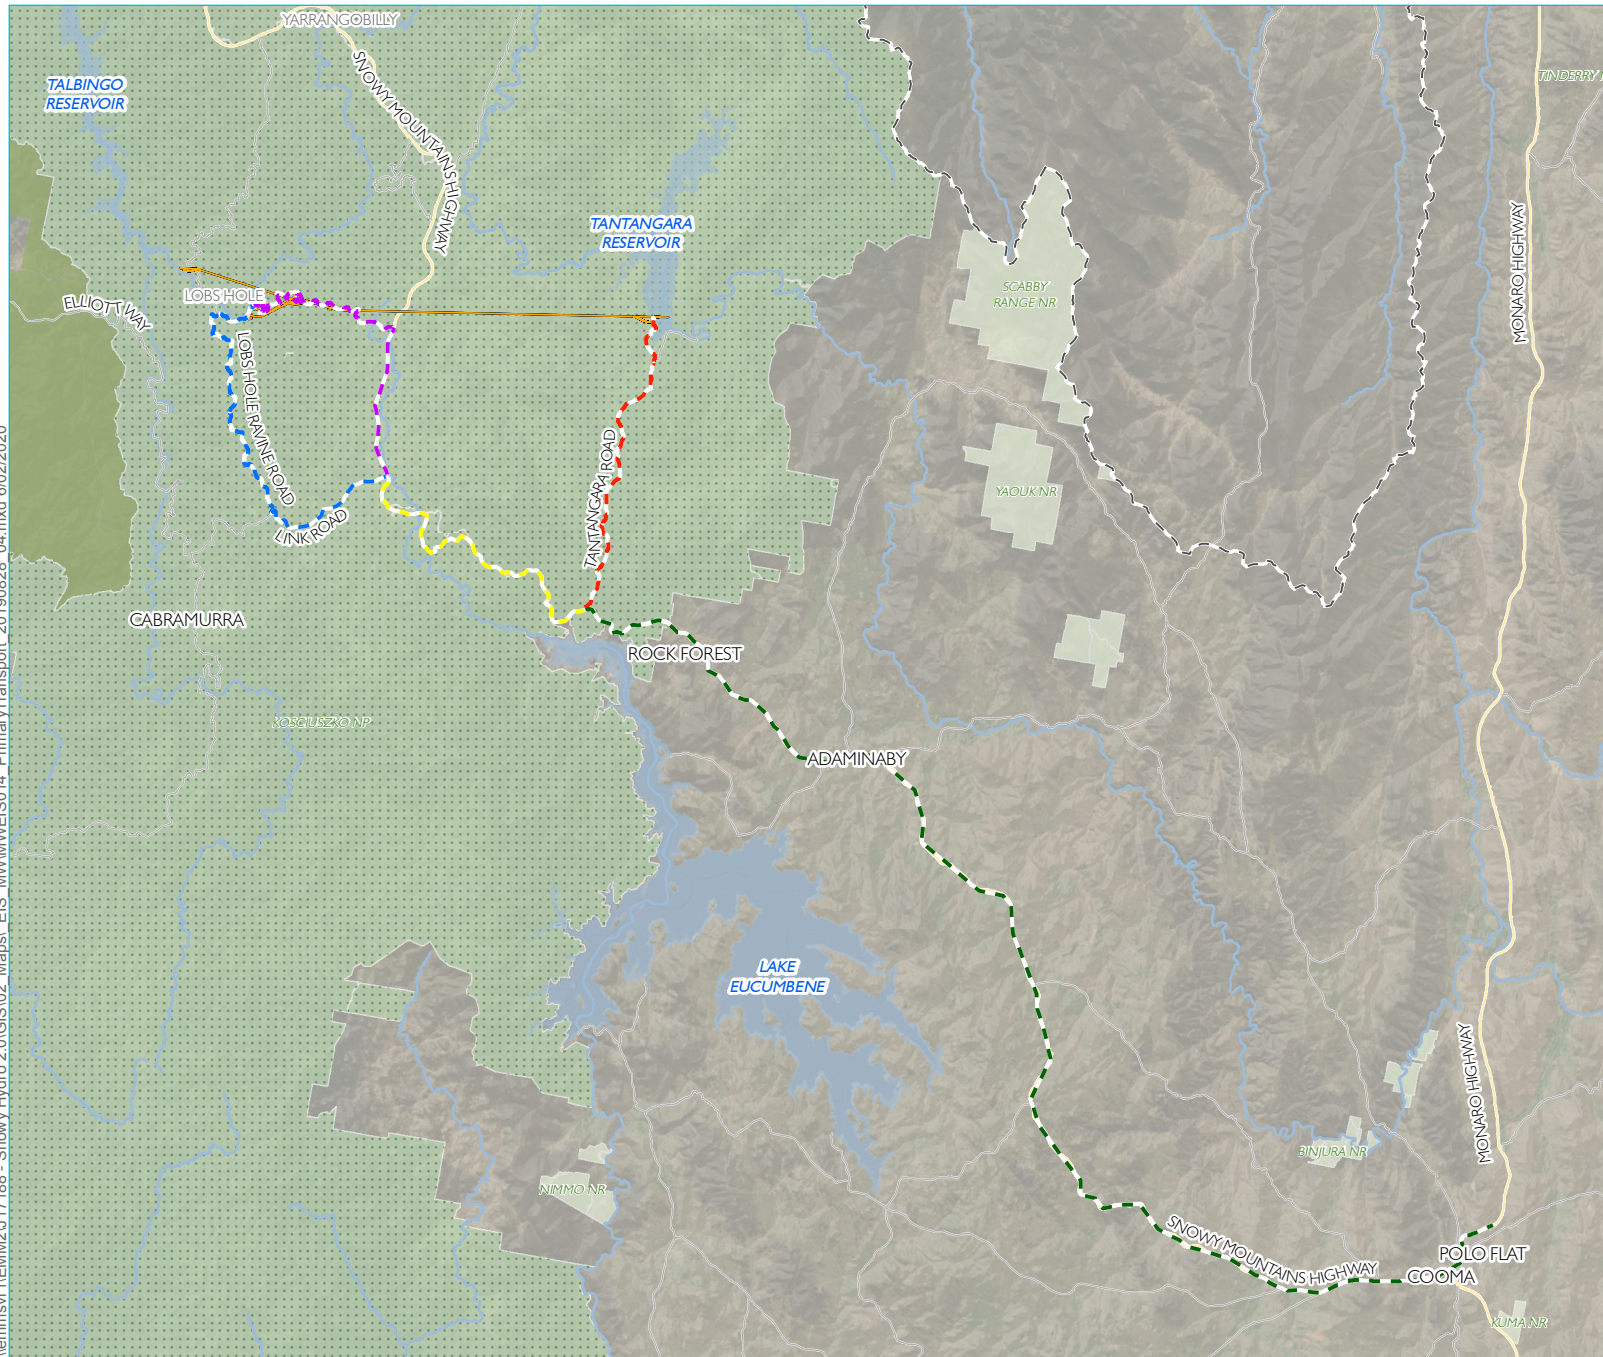 YARRANGOBILLY
SNOWY MOUNTAINS HIGHWAY
TALBINGO
RESERVOIR
TINDERRY
TANTANGARA
RESERVOIR
MONARO HIGHWAY
SCABBY
RANGE NR
LOBS HOLE
ELLIOTT WAY
LOBS HOLE RAVINE ROAD
TANTANGARA ROAD
YAOUK NR
LINK ROAD
CABRAMURRA
ROCK FOREST
KOSCIUSZKO NP
ADAMINABY
LAKE
EUCUMBENE
MONARO HIGHWAY
BINJURA NR
NIMMO NR
SNOWY MOUNTAINS HIGHWAY
POLO FLAT
COOMA
KUMA NR